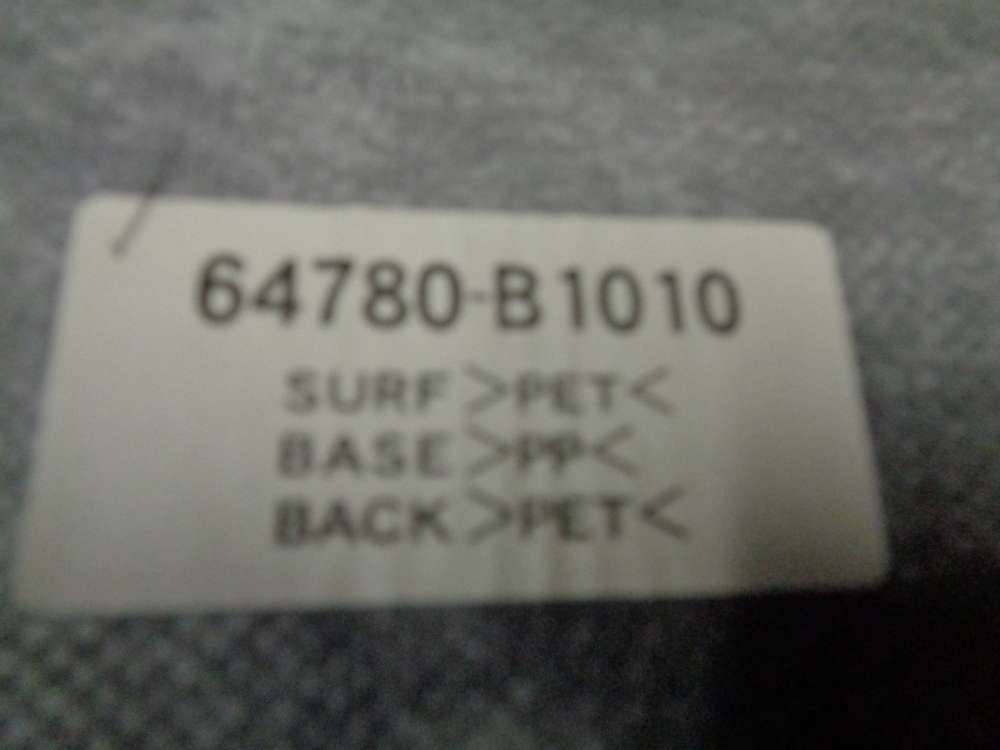 64780-B1010
SURF>PET<
BASE>PP<
BACK>PET<